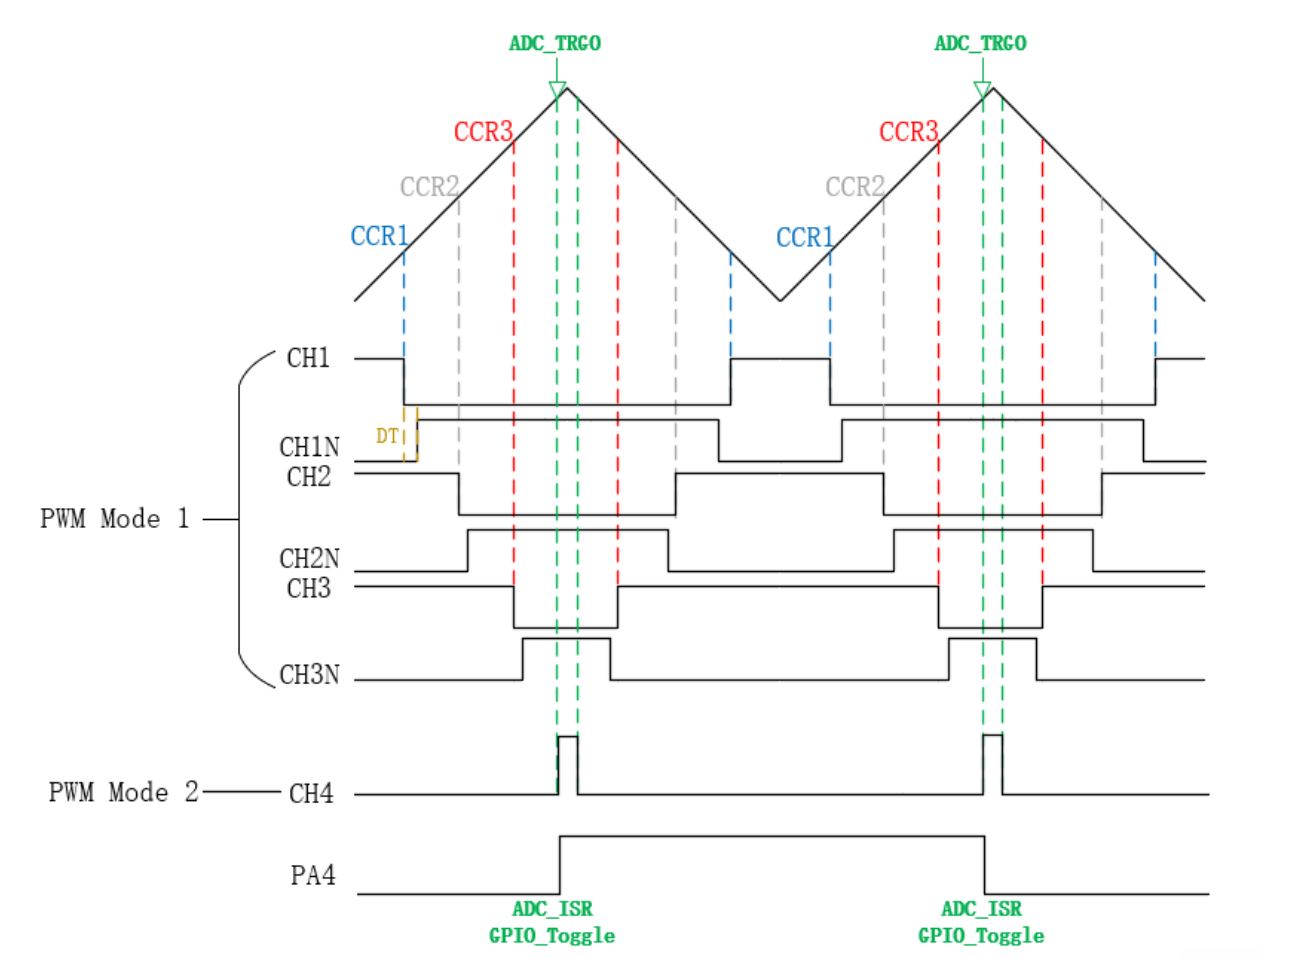 ADC_TRGO
ADC_TRGO
CCR3
CCR3
CCR2
CCR2
CCR1
CCR1
CH1
DT
CH1N
CH2
PWM Mode 1
CH2N
CH3
CH3N
PWM Mode 2
CH4
PA4
ADC_ISR
GPIO_Toggle
ADC_ISR
GPIO_Toggle